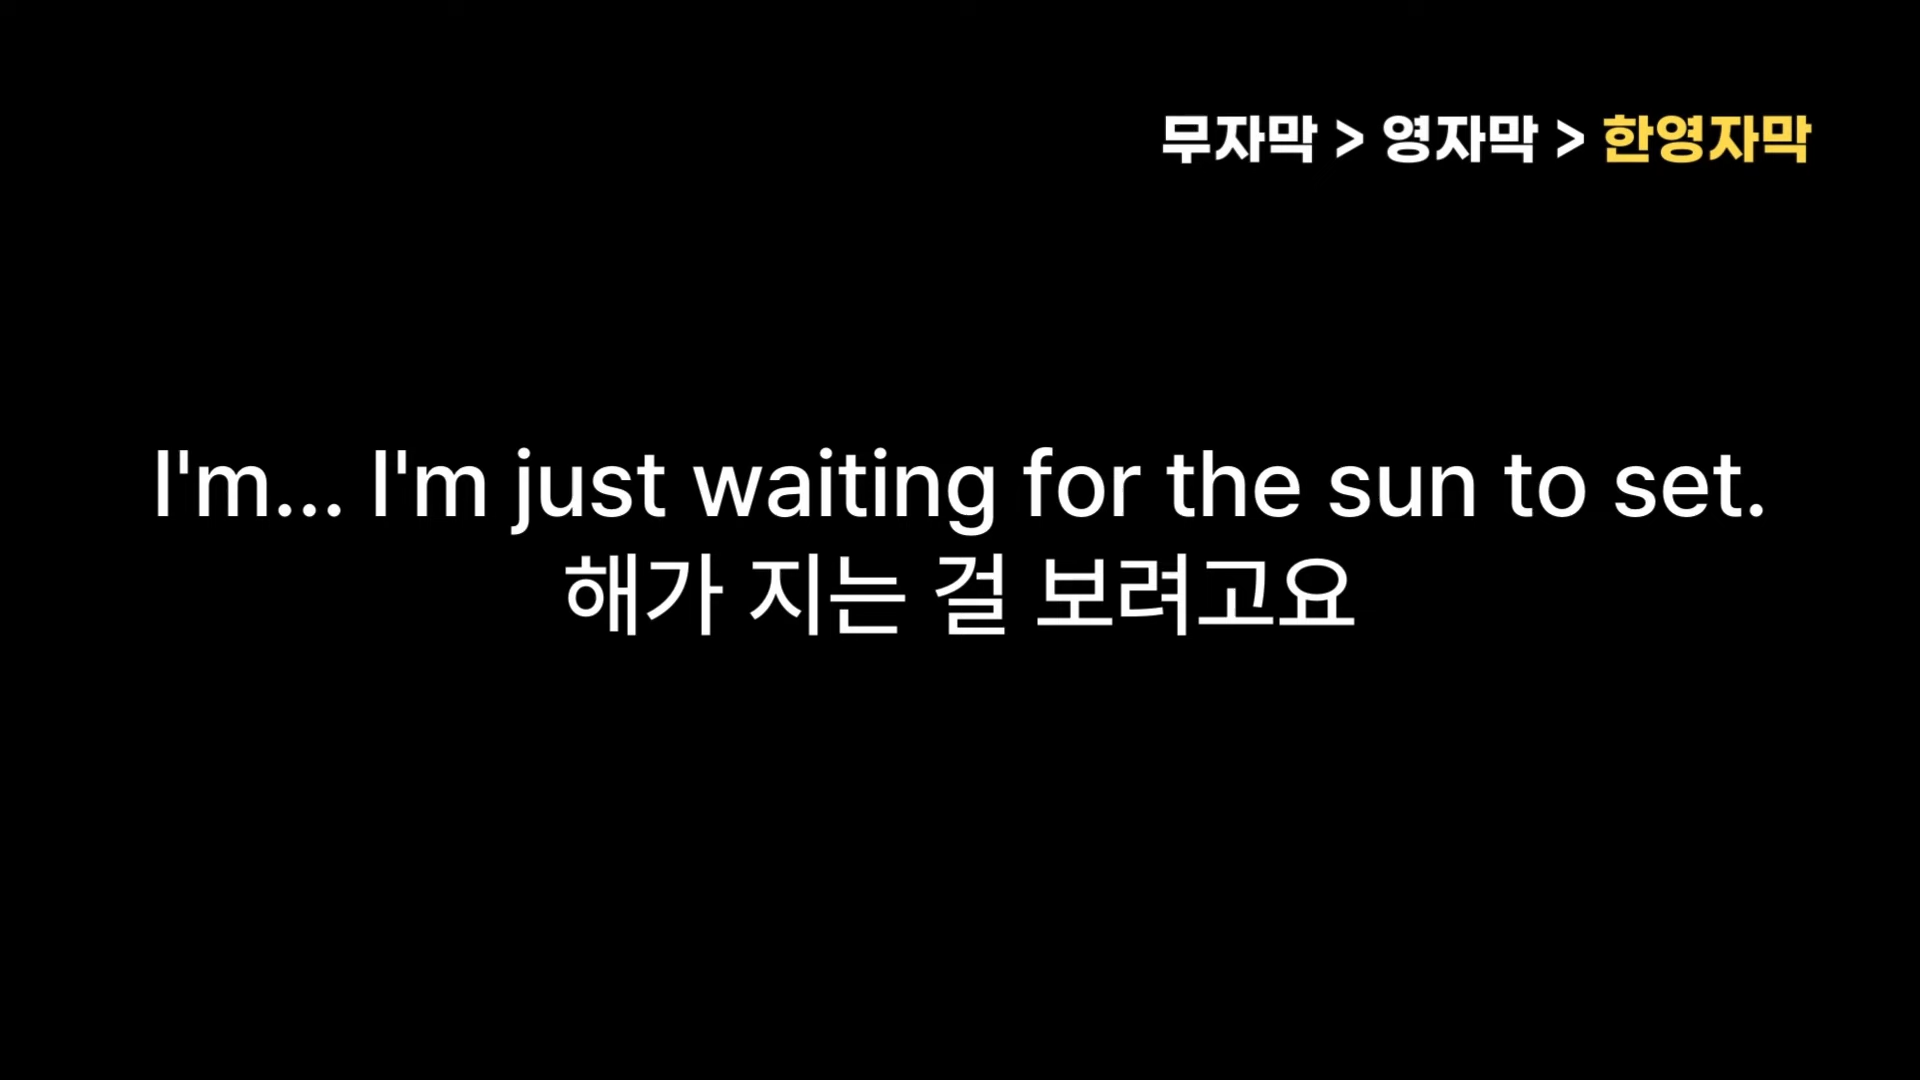 무자막 > 영자막 > 한영자막
I'm... I'm just waiting for the sun to set.
해가 지는 걸 보려고요